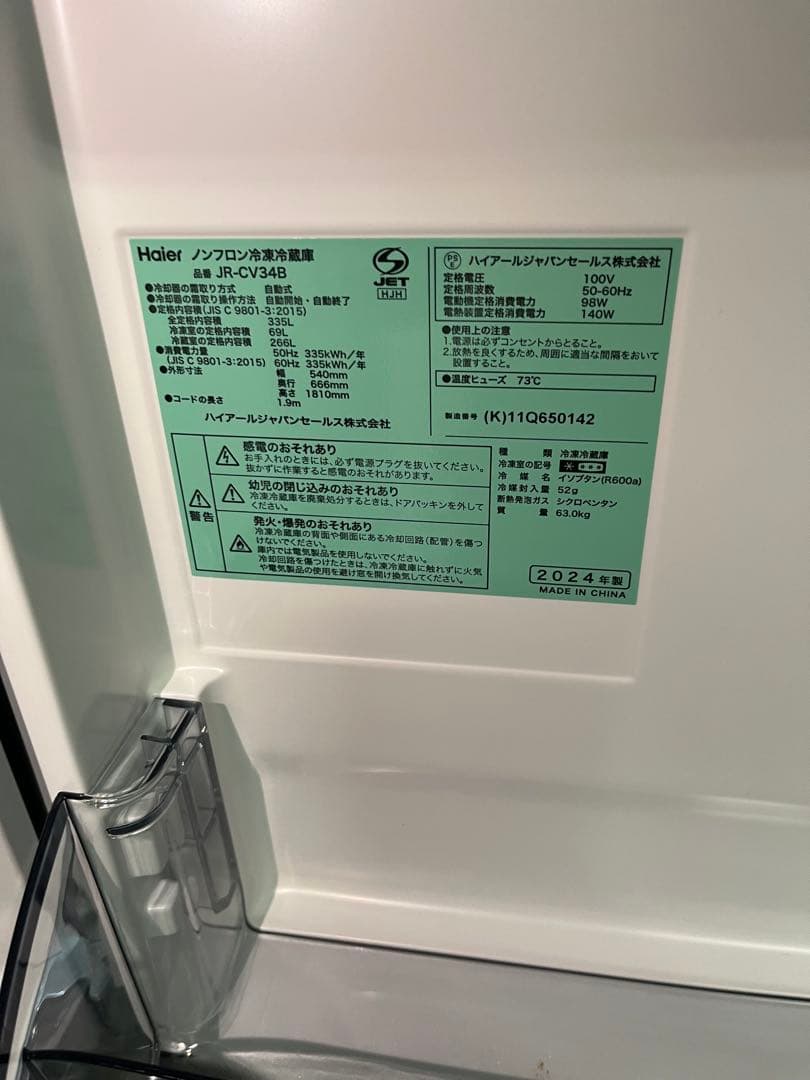 Haier ノンフロン冷凍冷蔵庫
品番 JR-CV34B
●冷却器の霜取り方式 自動式
●冷却器の霜取り操作方法 自動開始・自動終了
●定格内容積(JIS C 9801-3:2015)
全定格内容積 335L
冷凍室の定格内容積 69L
冷蔵室の定格内容積 266L
●消費電力量 50Hz 335kWh/年
(JIS C 9801-3:2015) 60Hz 335kWh/年
●外形寸法 幅 540mm
奥行 666mm
高さ 1810mm
●コードの長さ 1.9m
ハイアールジャパンセールス株式会社
JET
HJH
PS
E
ハイアールジャパンセールス株式会社
定格電圧 100V
定格周波数 50-60Hz
電動機定格消費電力 98W
電熱装置定格消費電力 140W
●使用上の注意
1.電源は必ずコンセントからとること。
2.放熱を良くするため、周囲に適当な間隔をおいて
設置すること。
●温度ヒューズ 73℃
製造番号 (K)11Q650142
警告
感電のおそれあり
お手入れのときには、必ず電源プラグを抜いてください。
抜かずに作業すると感電のおそれがあります。
幼児の閉じ込みのおそれあり
冷凍冷蔵庫を廃棄処分するときは、ドアパッキンを外して
ください。
発火・爆発のおそれあり
冷凍冷蔵庫の背面や側面にある冷却回路(配管)を傷つ
けないでください。
庫内では電気製品を使用しないでください。
冷却回路を傷つけたときは、冷凍冷蔵庫に触れずに火気
や電気製品の使用を避け窓を開け換気してください。
種類 冷凍冷蔵庫
冷凍室の記号
冷媒名 イソブタン(R600a)
冷媒封入量 52g
断熱発泡ガス シクロペンタン
質量 63.0kg
2024年製
MADE IN CHINA